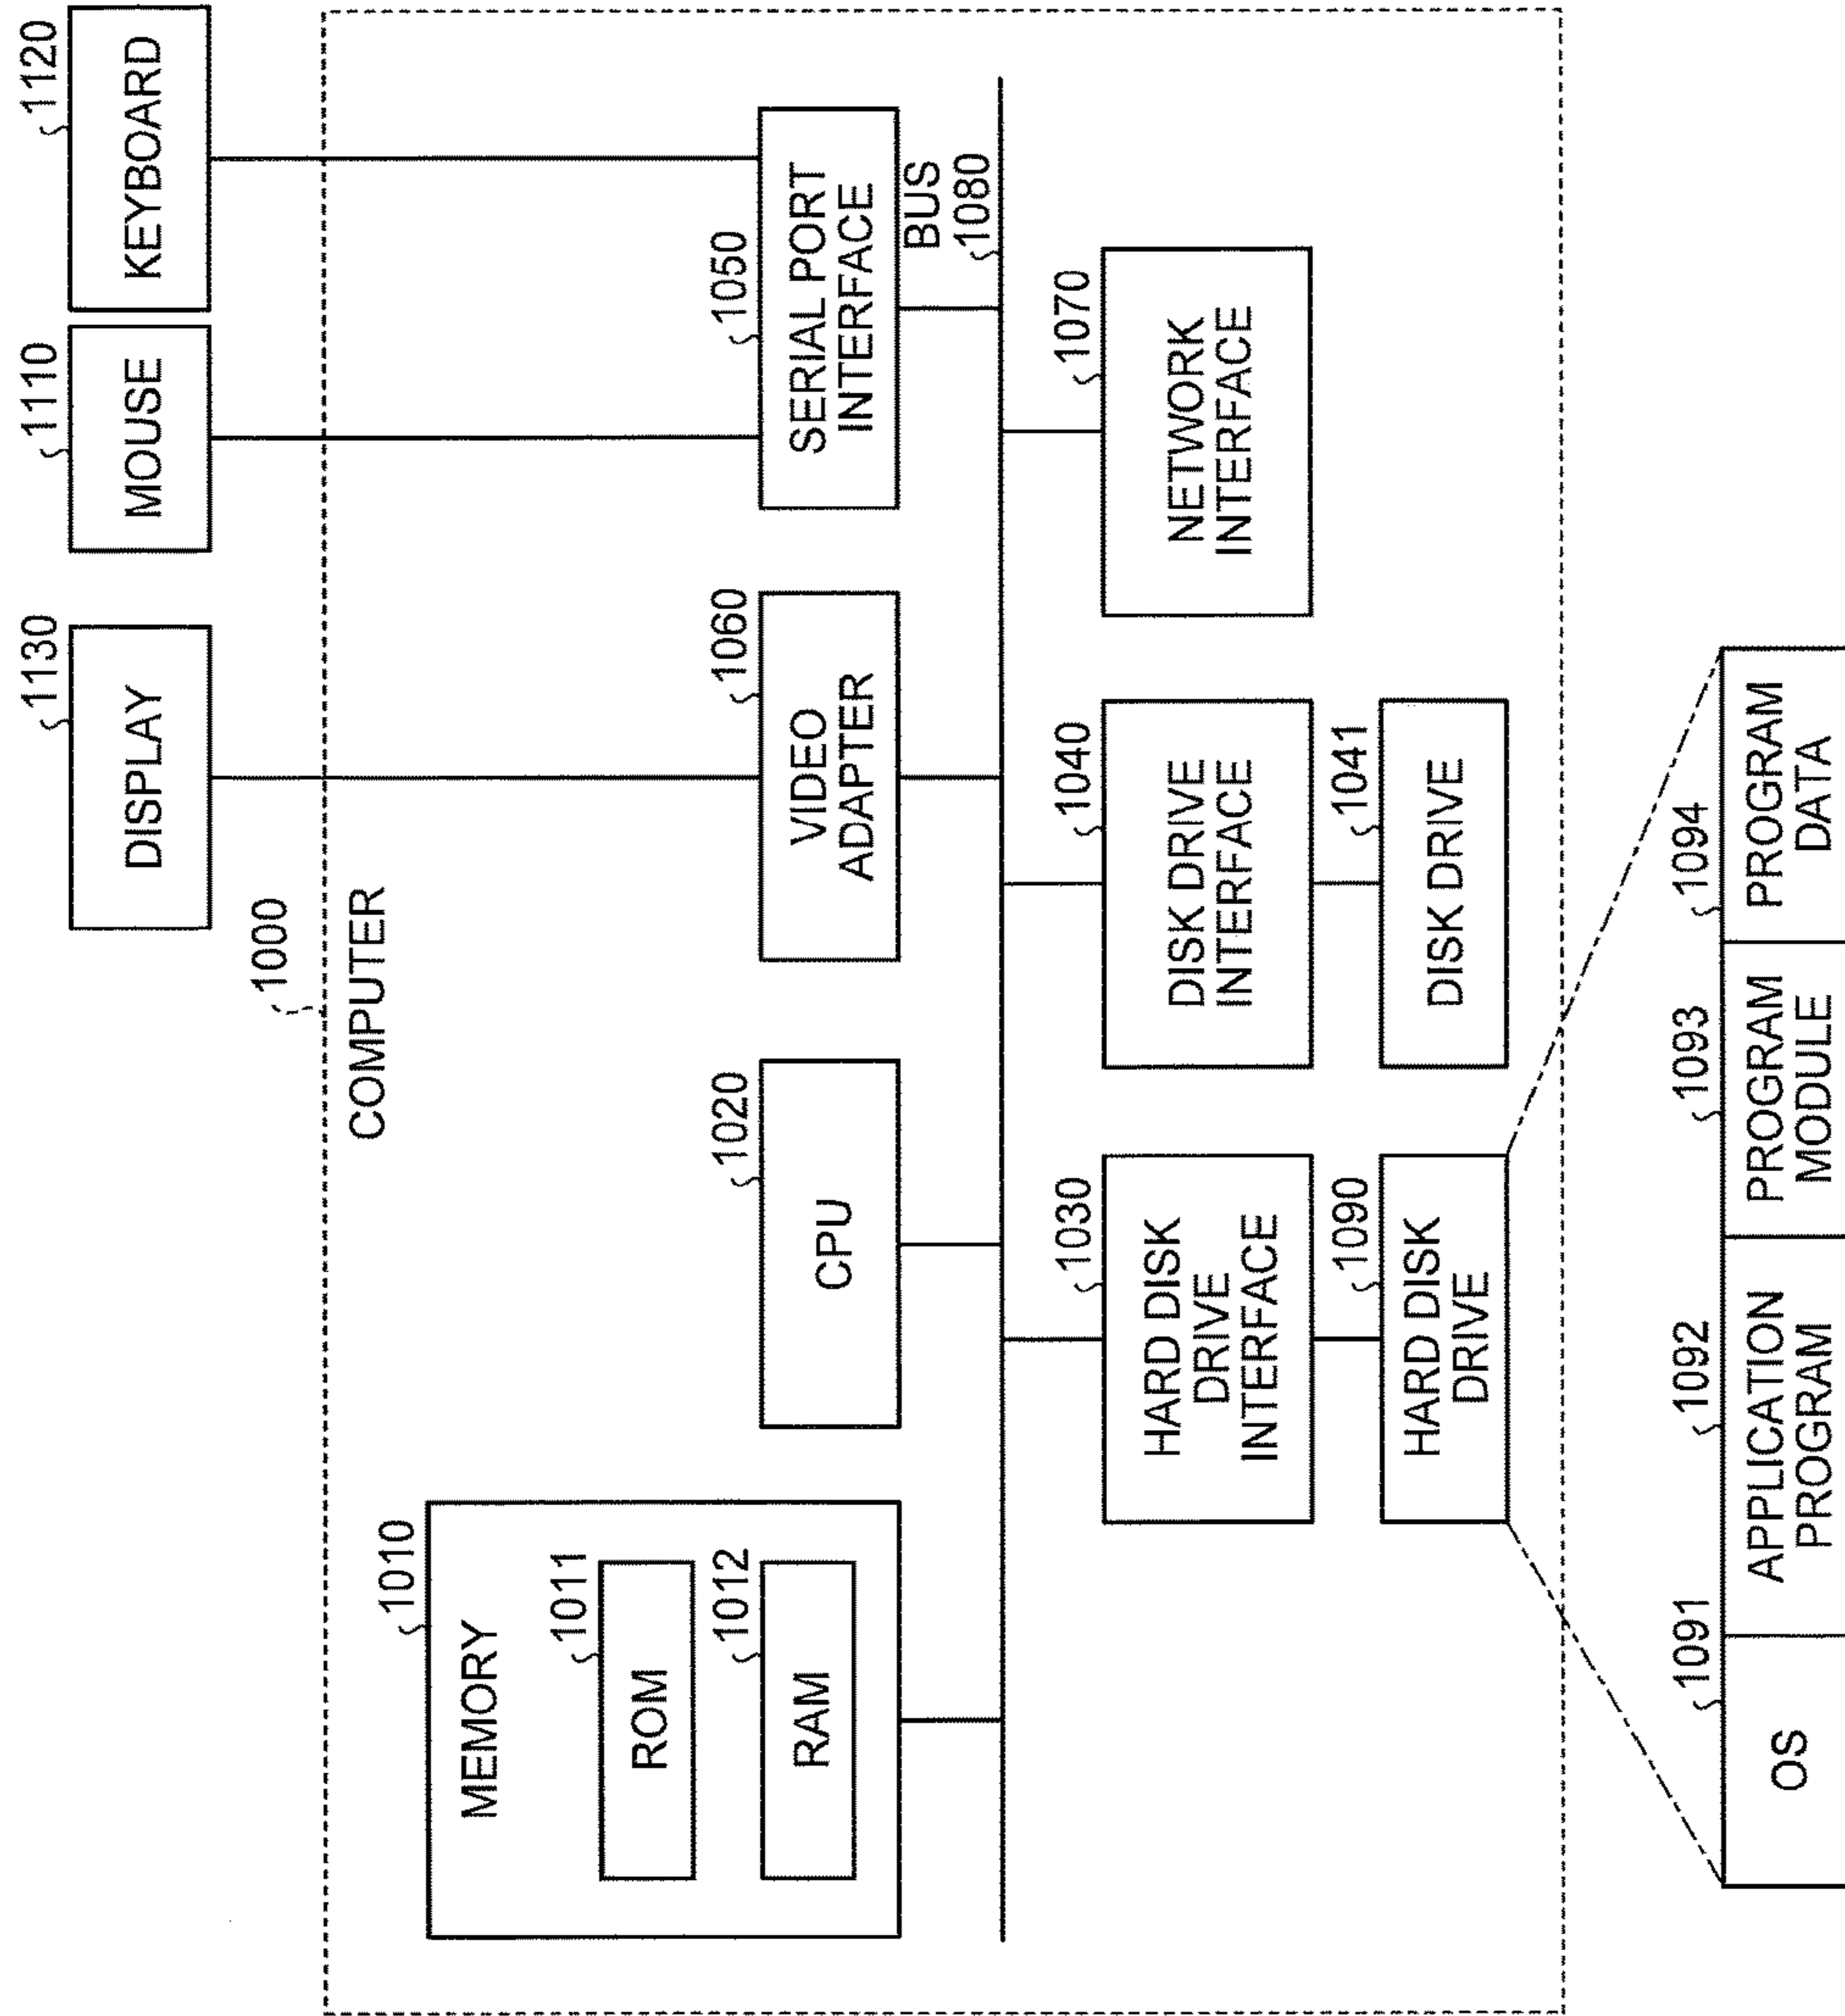 1130
DISPLAY
1110
MOUSE
1120
KEYBOARD
1000
COMPUTER
1010
MEMORY
1011
ROM
1012
RAM
1020
CPU
1060
VIDEO
ADAPTER
1050
SERIAL PORT
INTERFACE
BUS
1080
1030
HARD DISK
DRIVE
INTERFACE
1040
DISK DRIVE
INTERFACE
1070
NETWORK
INTERFACE
1090
HARD DISK
DRIVE
1041
DISK DRIVE
1091
OS
1092
APPLICATION
PROGRAM
1093
PROGRAM
MODULE
1094
PROGRAM
DATA